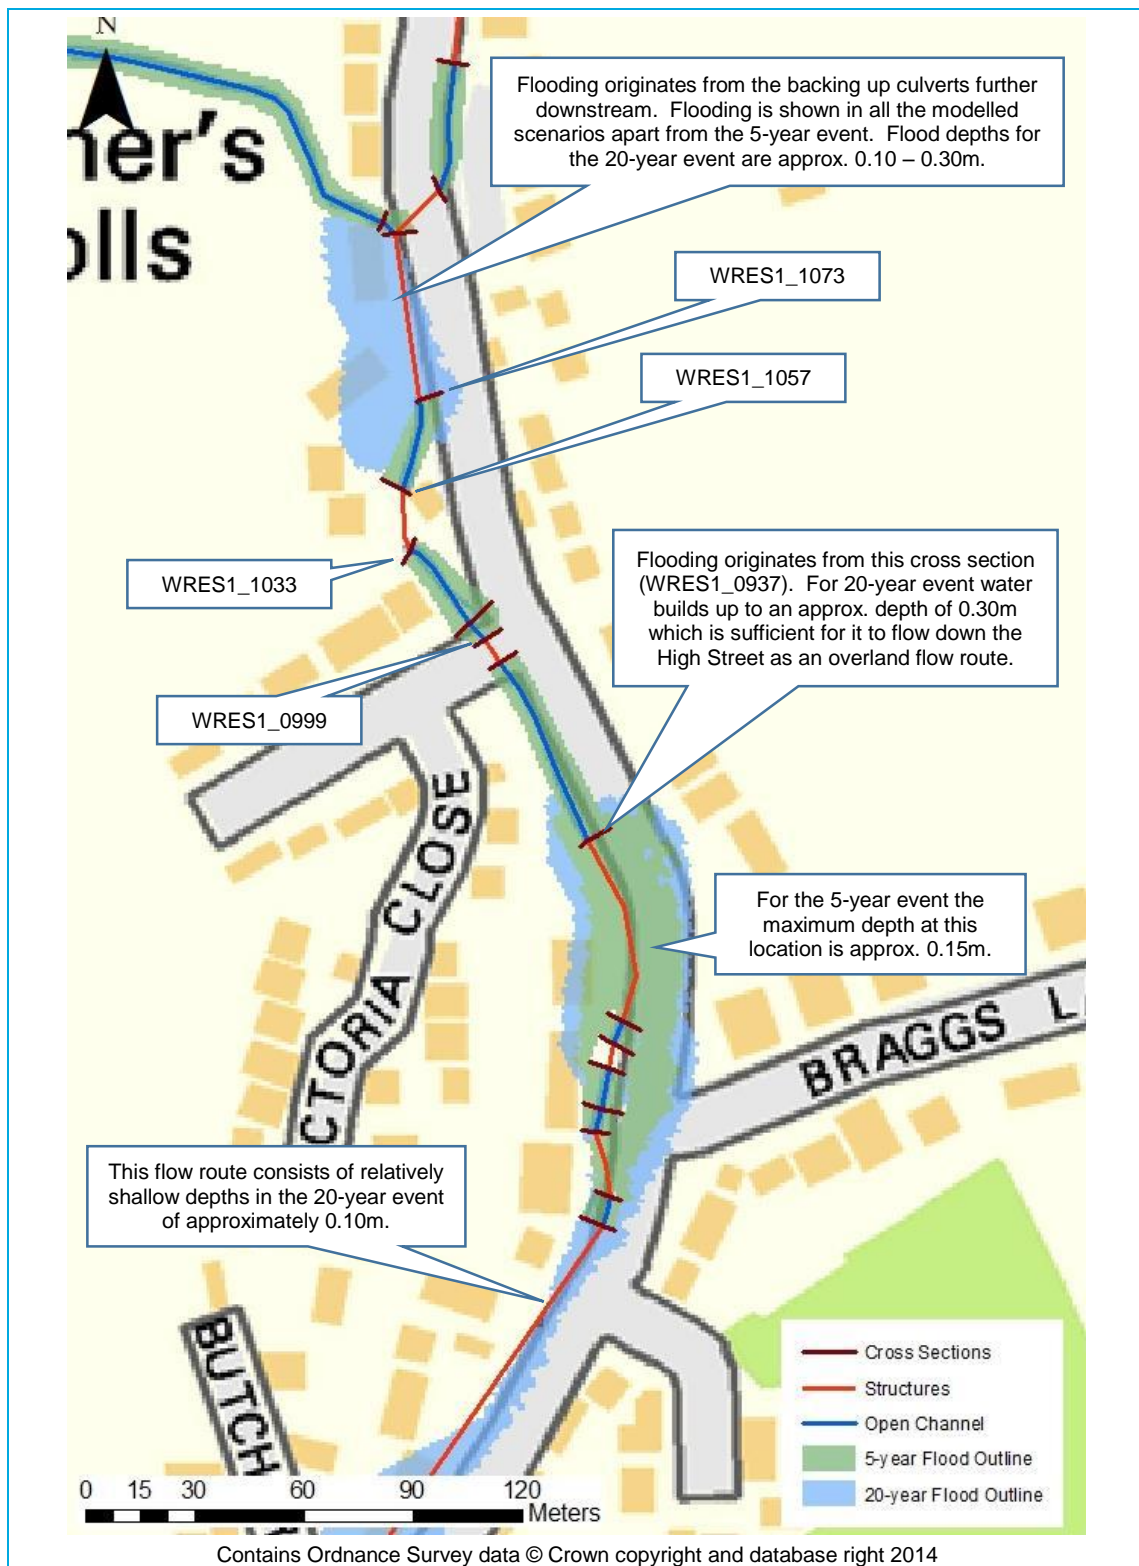 N
Flooding originates from the backing up culverts further
downstream.  Flooding is shown in all the modelled
scenarios apart from the 5-year event.  Flood depths for
the 20-year event are approx. 0.10 – 0.30m.
ner's
olls
WRES1_1073
WRES1_1057
WRES1_1033
Flooding originates from this cross section
(WRES1_0937).  For 20-year event water
builds up to an approx. depth of 0.30m
which is sufficient for it to flow down the
High Street as an overland flow route.
WRES1_0999
CTORIA CLOSE
For the 5-year event the
maximum depth at this
location is approx. 0.15m.
BRAGGS L
This flow route consists of relatively
shallow depths in the 20-year event
of approximately 0.10m.
BUTCH
Cross Sections
Structures
Open Channel
5-year Flood Outline
20-year Flood Outline
0 15 30 60 90 120
Meters
Contains Ordnance Survey data © Crown copyright and database right 2014